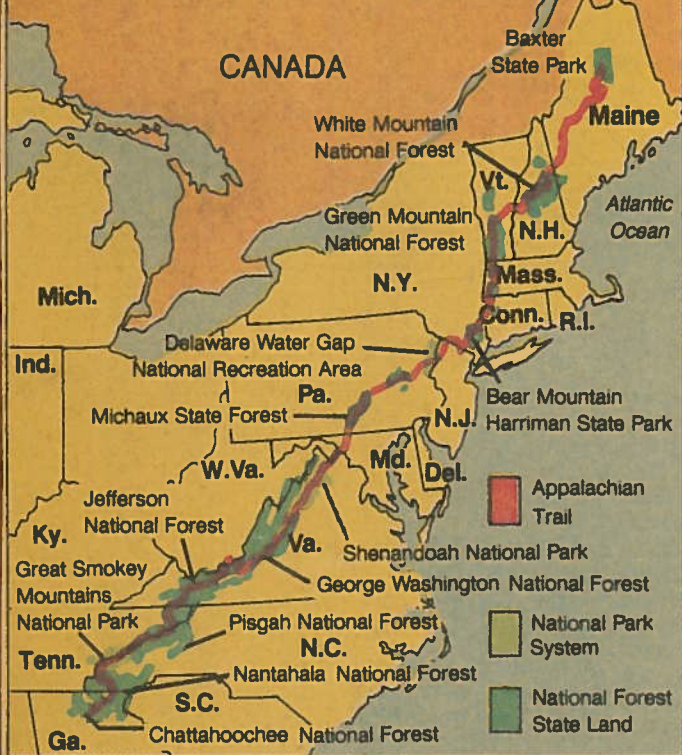 Baxter
State Park
CANADA
Maine
White Mountain
National Forest
Vt.
Atlantic
Ocean
Green Mountain
National Forest
N.H.
Mich.
N.Y.
Mass.
Conn.
R.I.
Delaware Water Gap
National Recreation Area
Ind.
Pa.
Bear Mountain
Harriman State Park
Michaux State Forest
N.J.
W.Va.
Md.
Del.
Appalachian
Trail
Jefferson
National Forest
Ky.
Va.
Shenandoah National Park
Great Smokey
Mountains
National Park
George Washington National Forest
Pisgah National Forest
National Park
System
N.C.
Tenn.
Nantahala National Forest
S.C.
National Forest
State Land
Chattahoochee National Forest
Ga.